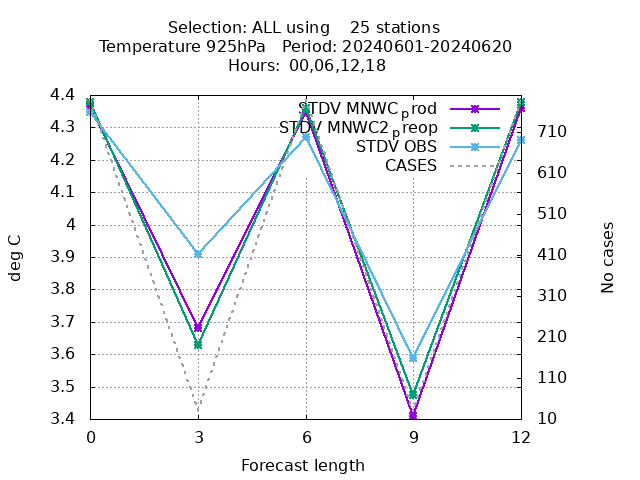 Selection: ALL using    25 stations
Temperature 925hPa   Period: 20240601-20240620
Hours: 00,06,12,18
STDV MNWC_prod
STDV MNWC2_preop
STDV OBS
CASES
4.4
4.3
4.2
4.1
4
3.9
3.8
3.7
3.6
3.5
3.4
deg C
710
610
510
410
310
210
110
10
No cases
0 3 6 9 12
Forecast length